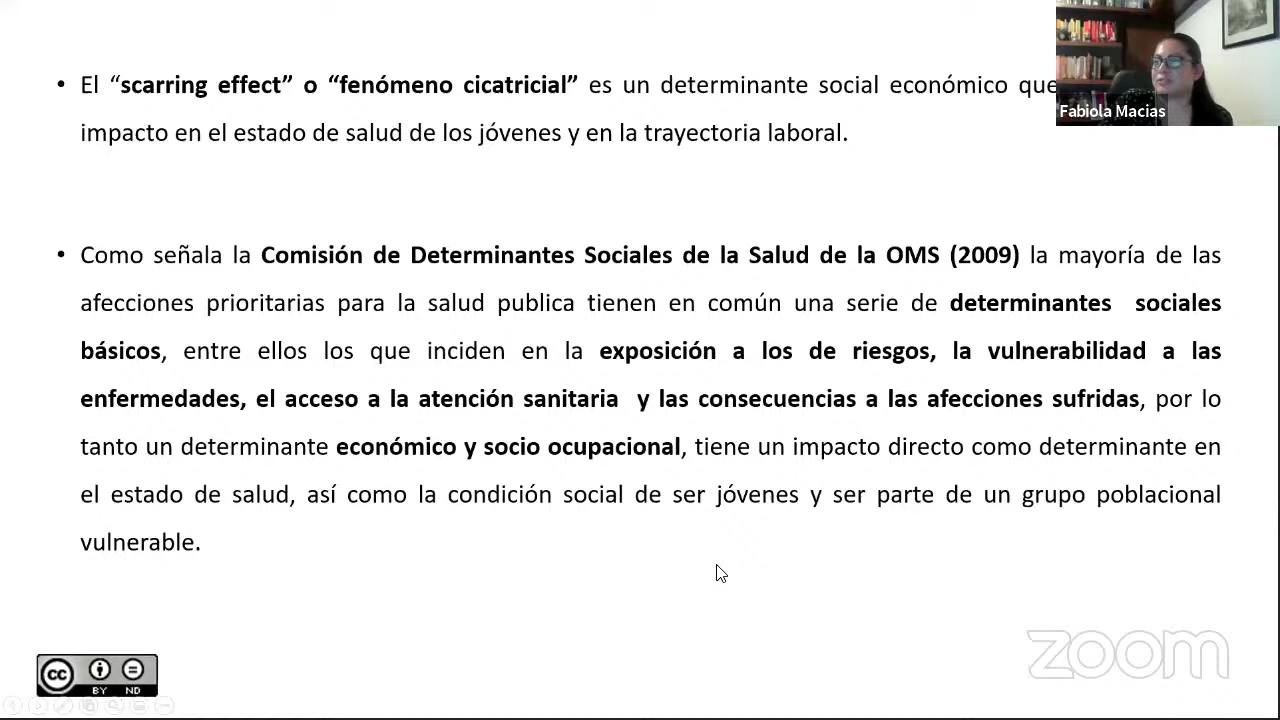 • El “scarring effect” o “fenómeno cicatricial” es un determinante social económico que
impacto en el estado de salud de los jóvenes y en la trayectoria laboral.
Fabiola Macias
• Como señala la Comisión de Determinantes Sociales de la Salud de la OMS (2009) la mayoría de las
afecciones prioritarias para la salud publica tienen en común una serie de determinantes sociales
básicos, entre ellos los que inciden en la exposición a los de riesgos, la vulnerabilidad a las
enfermedades, el acceso a la atención sanitaria y las consecuencias a las afecciones sufridas, por lo
tanto un determinante económico y socio ocupacional, tiene un impacto directo como determinante en
el estado de salud, así como la condición social de ser jóvenes y ser parte de un grupo poblacional
vulnerable.
cc BY ND
zoom